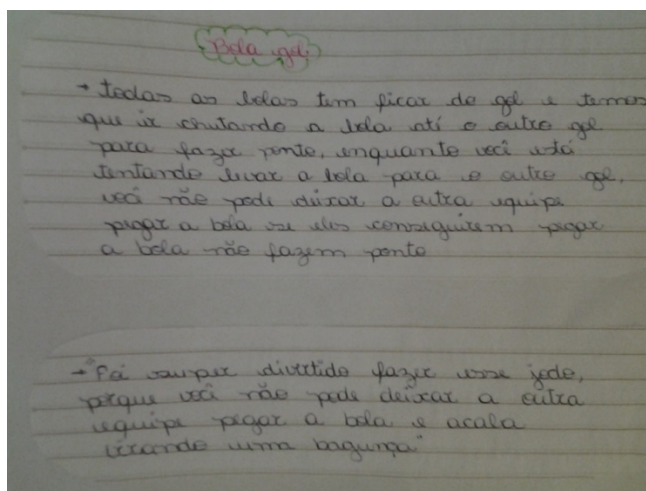 Bola gol
→ todas as bolas tem ficar de gol e temos
que ir chutando a bola até o outro gol
para fazer ponto, enquanto você está
tentando levar a bola para o outro gol,
você não pode deixar a outra equipe
pegar a bola se eles conseguirem pegar
a bola não fazem ponto
→ "Foi super divertido fazer esse jodo,
porque você não pode deixar a outra
equipe pegar a bola e acaba
virando uma bagunça"